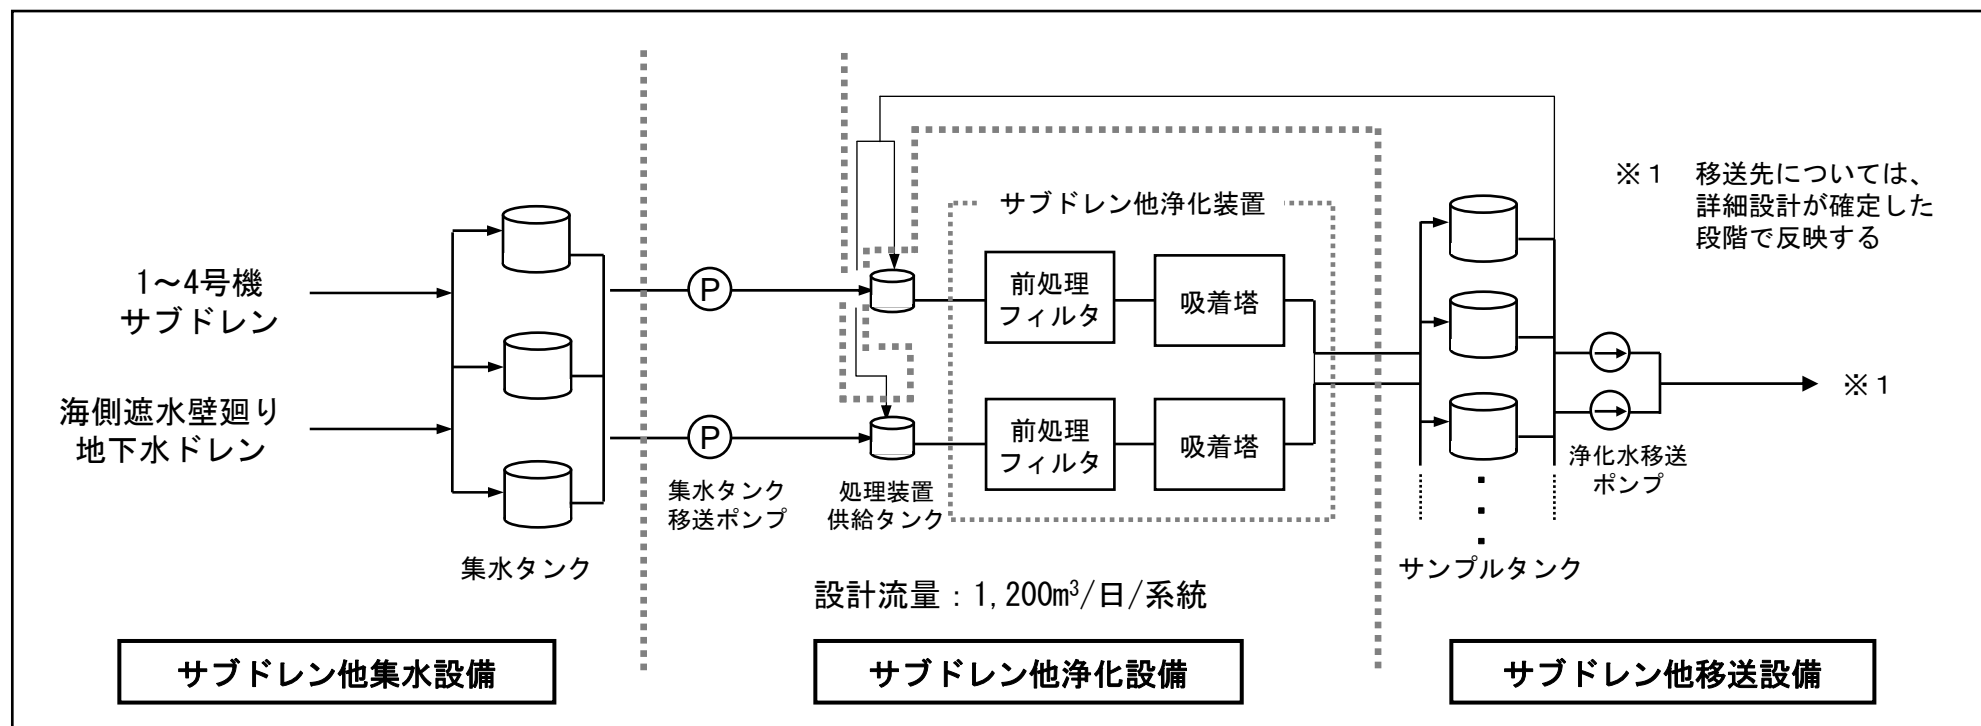 ※1 移送先については、
詳細設計が確定した
段階で反映する
サブドレン他浄化装置
1～4号機
サブドレン
海側遮水壁廻り
地下水ドレン
P
P
前処理
フィルタ
吸着塔
前処理
フィルタ
吸着塔
※1
集水タンク
集水タンク
移送ポンプ
処理装置
供給タンク
浄化水移送
ポンプ
サンプルタンク
設計流量：1,200m³/日/系統
サブドレン他集水設備
サブドレン他浄化設備
サブドレン他移送設備